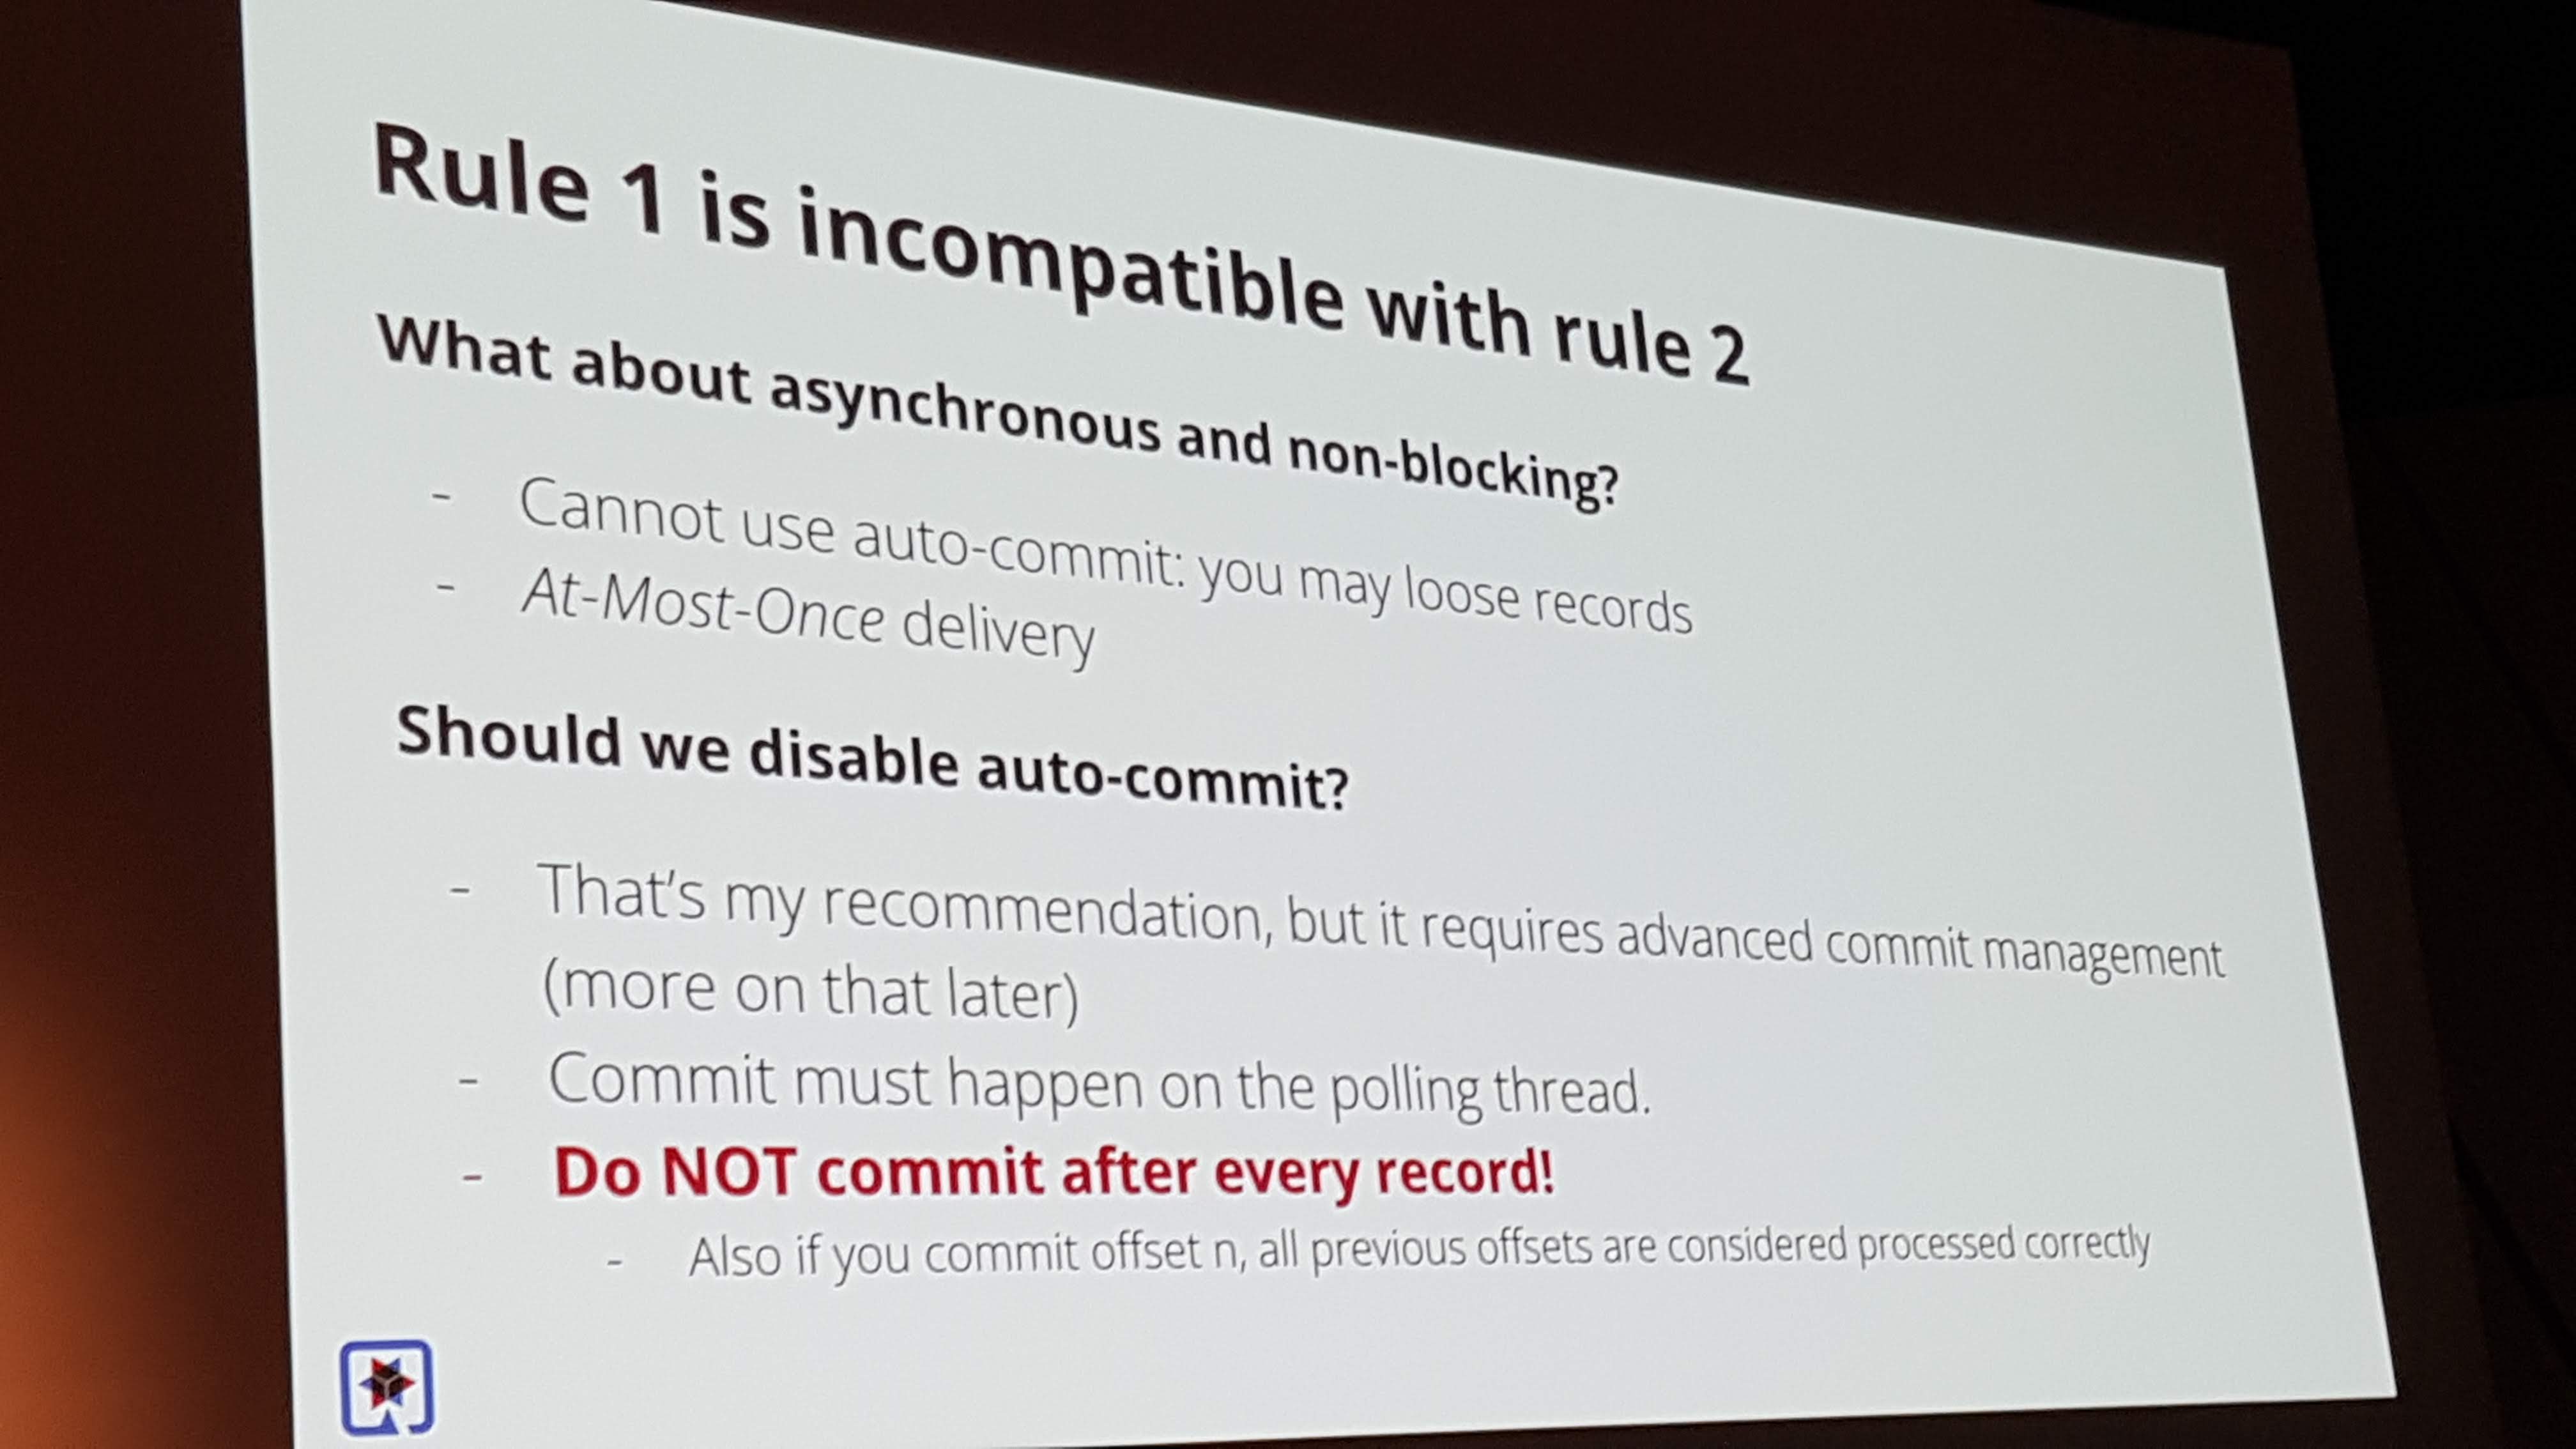 Rule 1 is incompatible with rule 2
What about asynchronous and non-blocking?
- Cannot use auto-commit: you may loose records
- At-Most-Once delivery
Should we disable auto-commit?
- That's my recommendation, but it requires advanced commit management
(more on that later)
- Commit must happen on the polling thread.
- Do NOT commit after every record!
- Also if you commit offset n, all previous offsets are considered processed correctly